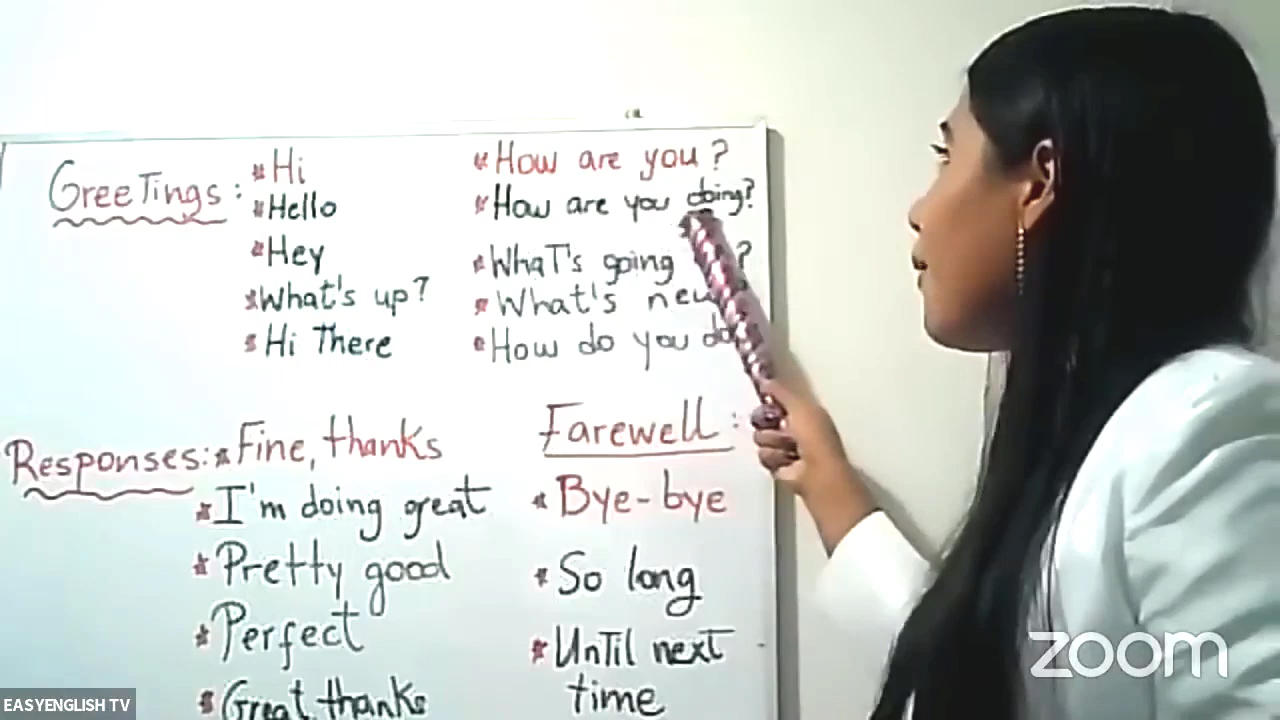 Greetings:
* Hi
* Hello
* Hey
* What's up?
* Hi There
* How are you?
* How are you doing?
* What's going ?
* What's
* How do you
Responses:
* Fine, thanks
* I'm doing great
* Pretty good
* Perfect
* Great, thanks
Farewell:
* Bye-bye
* So long
* Until next
time
zoom
EASYENGLISH TV